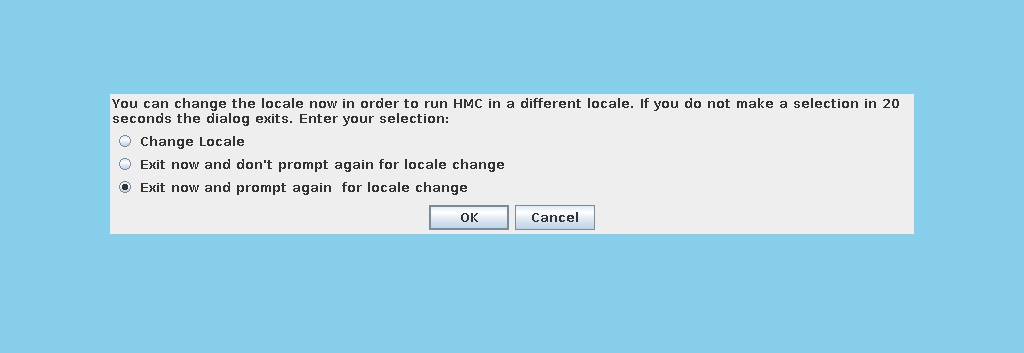 You can change the locale now in order to run HMC in a different locale. If you do not make a selection in 20
seconds the dialog exits. Enter your selection:
Change Locale
Exit now and don't prompt again for locale change
Exit now and prompt again  for locale change
OK Cancel